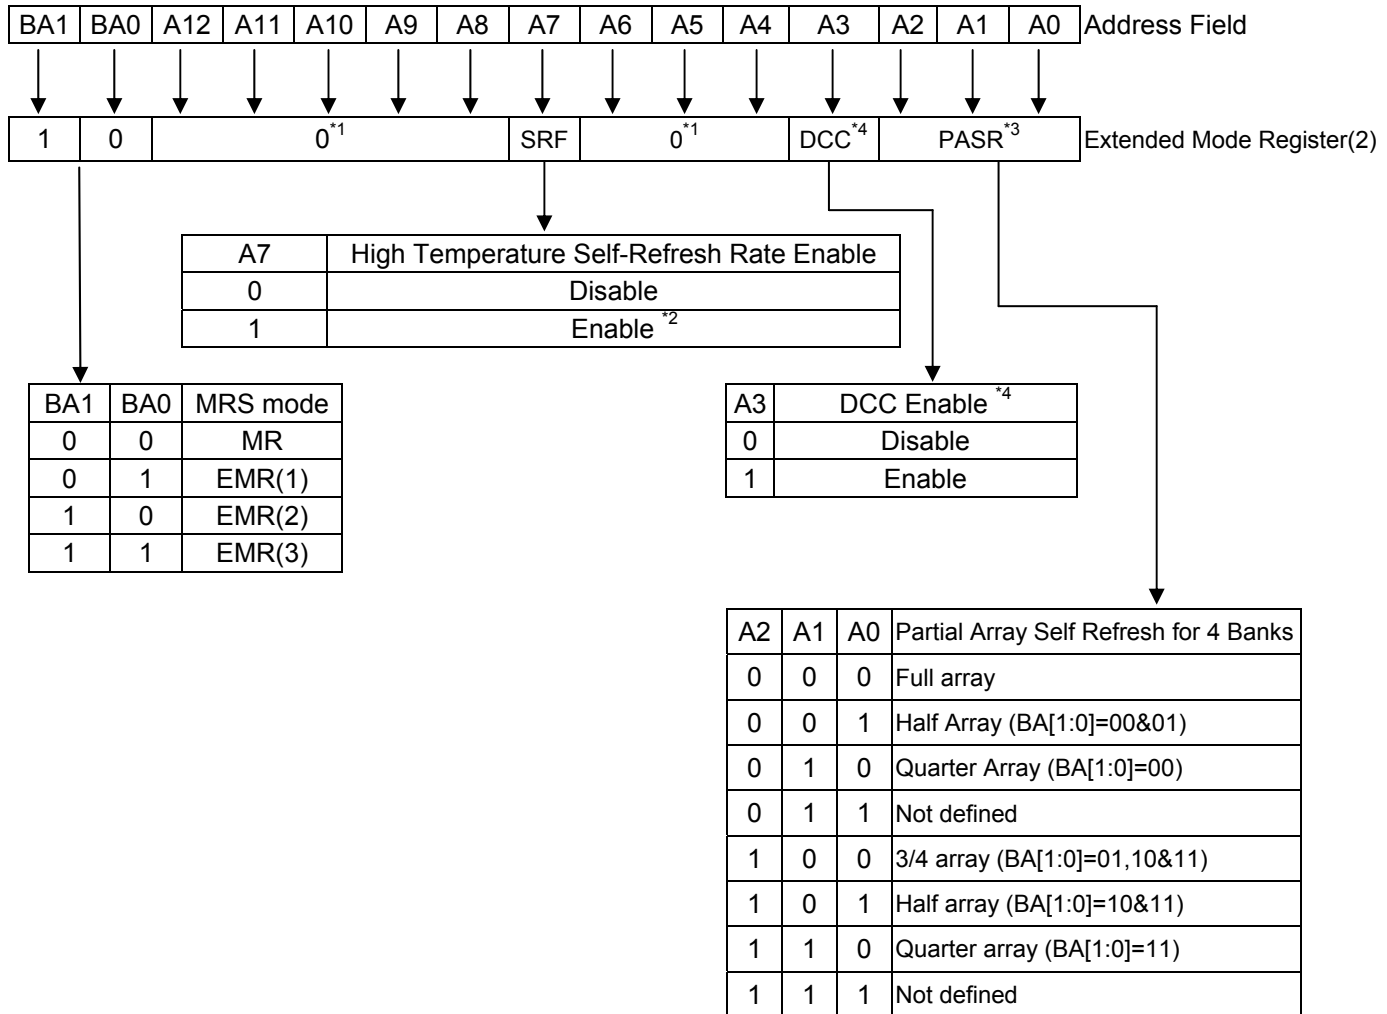 BA1 BA0 A12 A11 A10 A9 A8 A7 A6 A5 A4 A3 A2 A1 A0 Address Field
1 0 0*1 SRF 0*1 DCC*4 PASR*3 Extended Mode Register(2)
A7 High Temperature Self-Refresh Rate Enable
0 Disable
1 Enable *2
BA1 BA0 MRS mode
0 0 MR
0 1 EMR(1)
1 0 EMR(2)
1 1 EMR(3)
A3 DCC Enable *4
0 Disable
1 Enable
A2 A1 A0 Partial Array Self Refresh for 4 Banks
0 0 0 Full array
0 0 1 Half Array (BA[1:0]=00&01)
0 1 0 Quarter Array (BA[1:0]=00)
0 1 1 Not defined
1 0 0 3/4 array (BA[1:0]=01,10&11)
1 0 1 Half array (BA[1:0]=10&11)
1 1 0 Quarter array (BA[1:0]=11)
1 1 1 Not defined